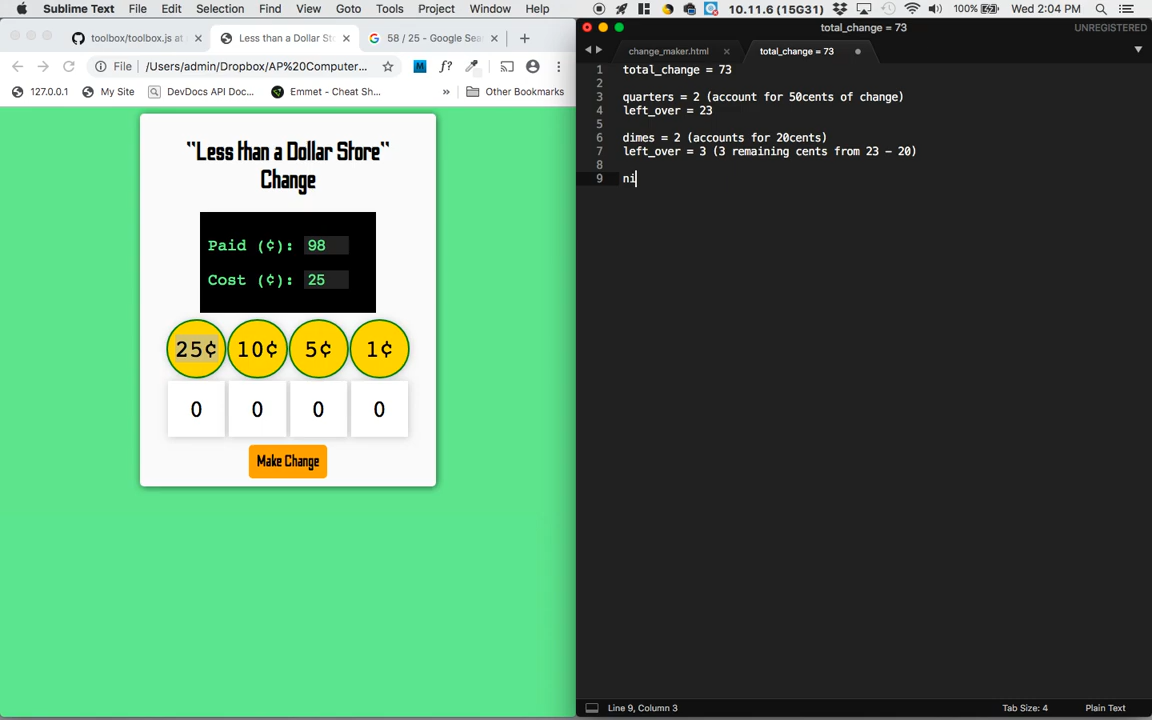 Sublime Text File Edit Selection Find View Goto Tools Project Window Help 10.11.6 (15G31) 100% Wed 2:04 PM
toolbox/toolbox.js at × Less than a Dollar Sto × 58 / 25 - Google Sea × +
File /Users/admin/Dropbox/AP%20Computer...
127.0.0.1 My Site DevDocs API Doc... Emmet - Cheat Sh... » Other Bookmarks
"Less than a Dollar Store"
Change
Paid (¢): 98
Cost (¢): 25
25¢ 10¢ 5¢ 1¢
0 0 0 0
Make Change
total_change = 73 UNREGISTERED
change_maker.html × total_change = 73
1 total_change = 73
2
3 quarters = 2 (account for 50cents of change)
4 left_over = 23
5
6 dimes = 2 (accounts for 20cents)
7 left_over = 3 (3 remaining cents from 23 - 20)
8
9 ni
Line 9, Column 3 Tab Size: 4 Plain Text